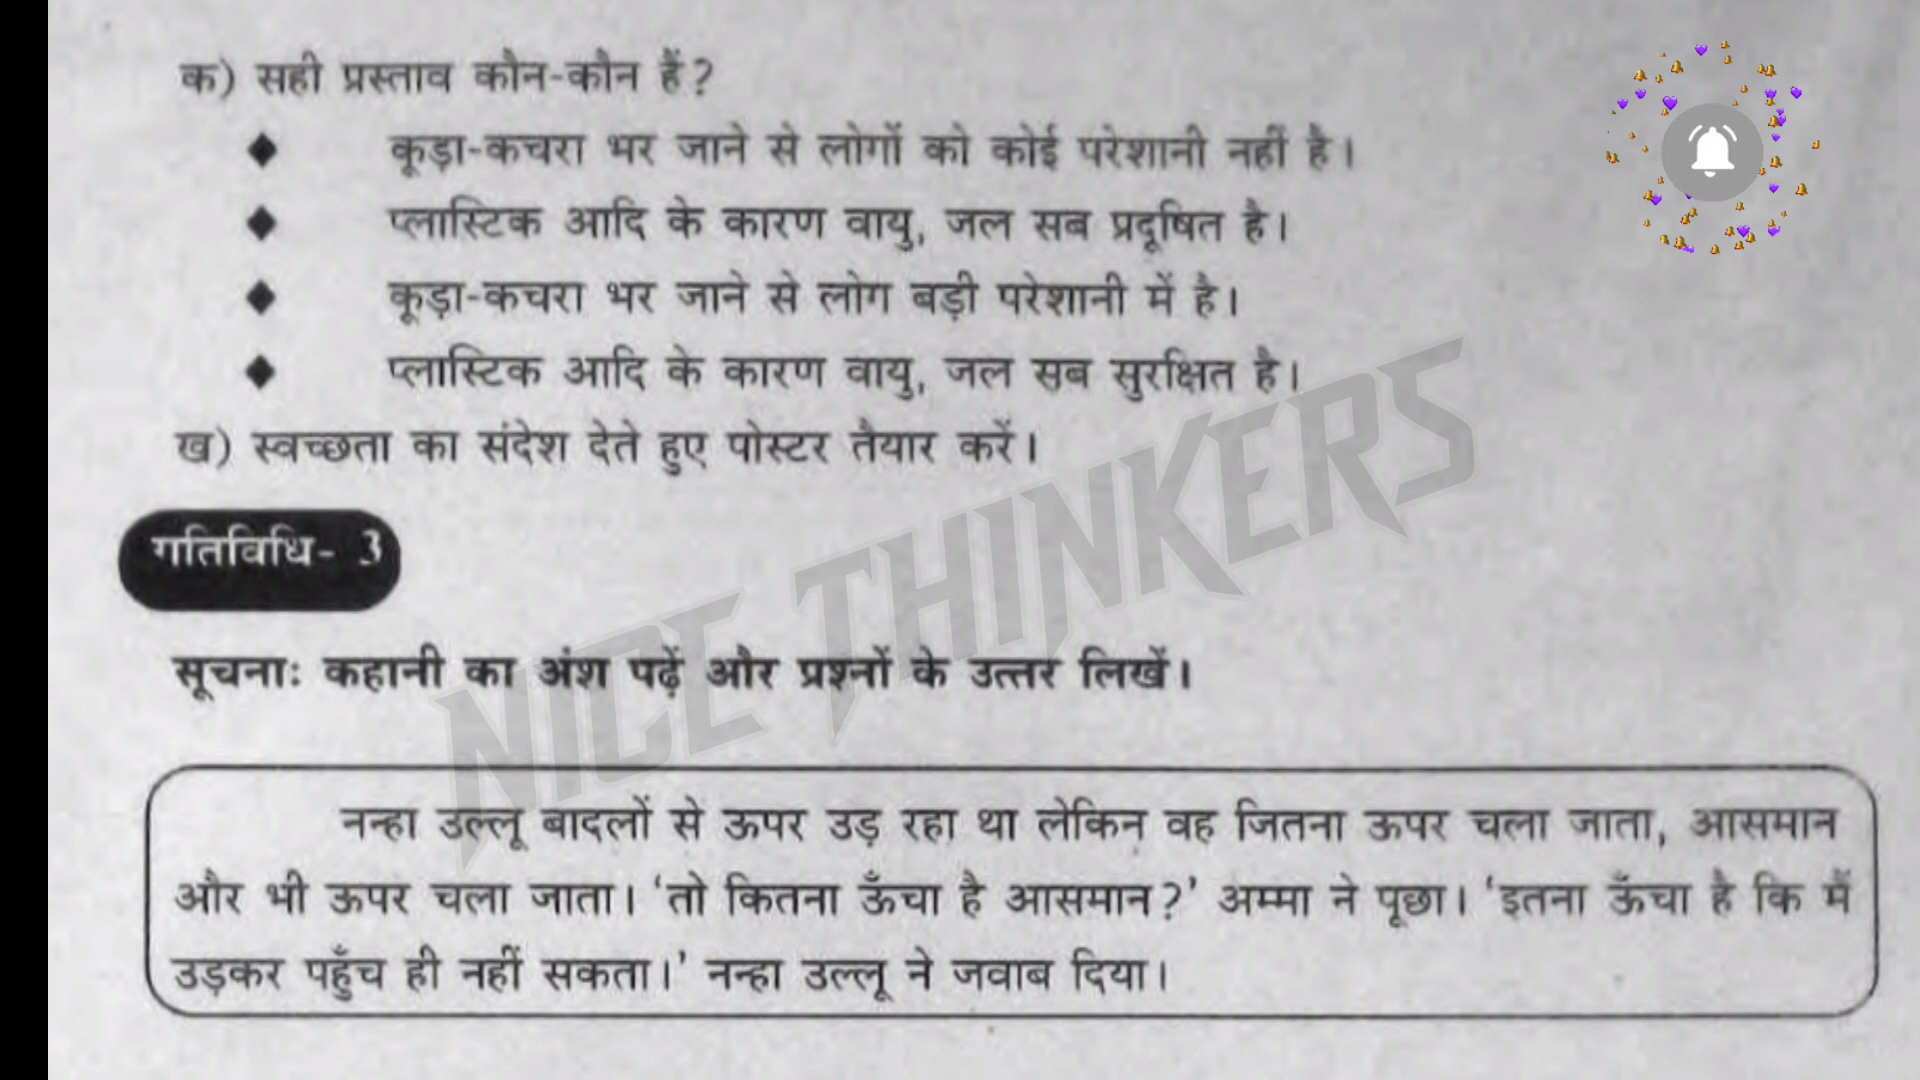 क) सही प्रस्ताव कौन-कौन हैं?
◆ कूड़ा-कचरा भर जाने से लोगों को कोई परेशानी नहीं है।
◆ प्लास्टिक आदि के कारण वायु, जल सब प्रदूषित है।
◆ कूड़ा-कचरा भर जाने से लोग बड़ी परेशानी में है।
◆ प्लास्टिक आदि के कारण वायु, जल सब सुरक्षित है।
ख) स्वच्छता का संदेश देते हुए पोस्टर तैयार करें।
गतिविधि- 3
सूचनाः कहानी का अंश पढ़ें और प्रश्नों के उत्तर लिखें।
NICE THINKERS
नन्हा उल्लू बादलों से ऊपर उड़ रहा था लेकिन वह जितना ऊपर चला जाता, आसमान
और भी ऊपर चला जाता। ‘तो कितना ऊँचा है आसमान?’ अम्मा ने पूछा। ‘इतना ऊँचा है कि मैं
उड़कर पहुँच ही नहीं सकता।’ नन्हा उल्लू ने जवाब दिया।